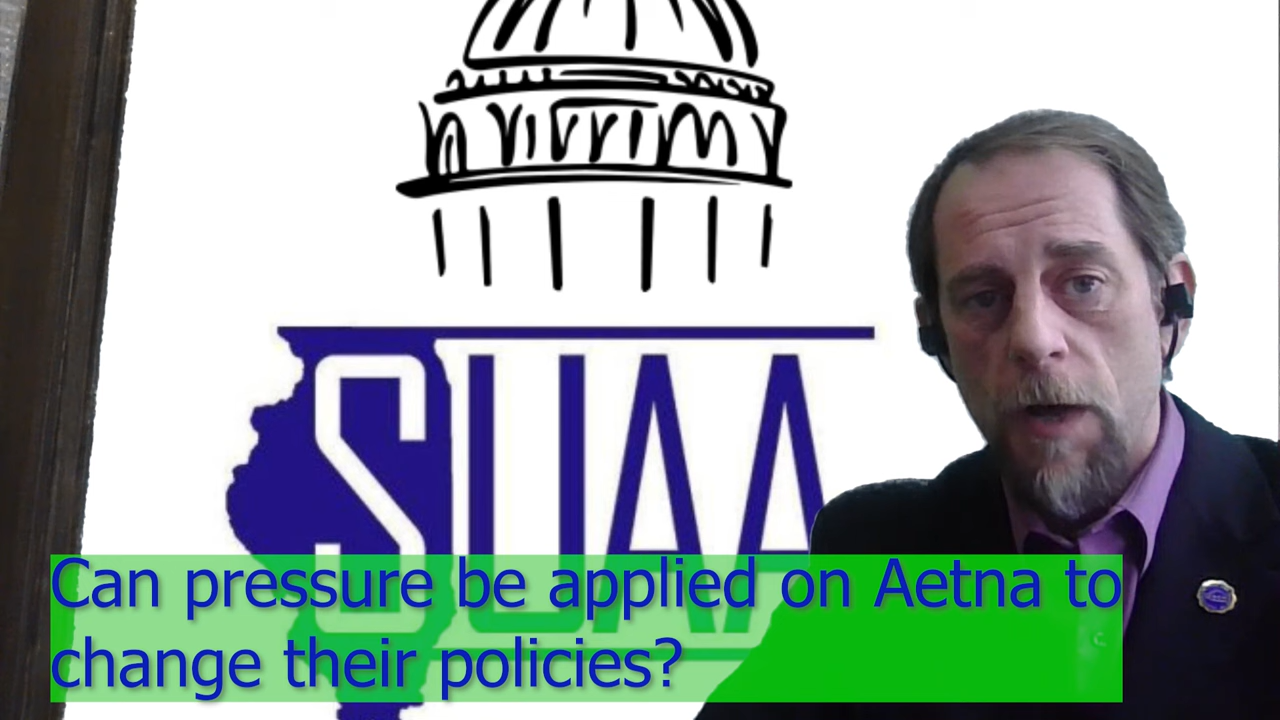 SUAA
Can pressure be applied on Aetna to
change their policies?